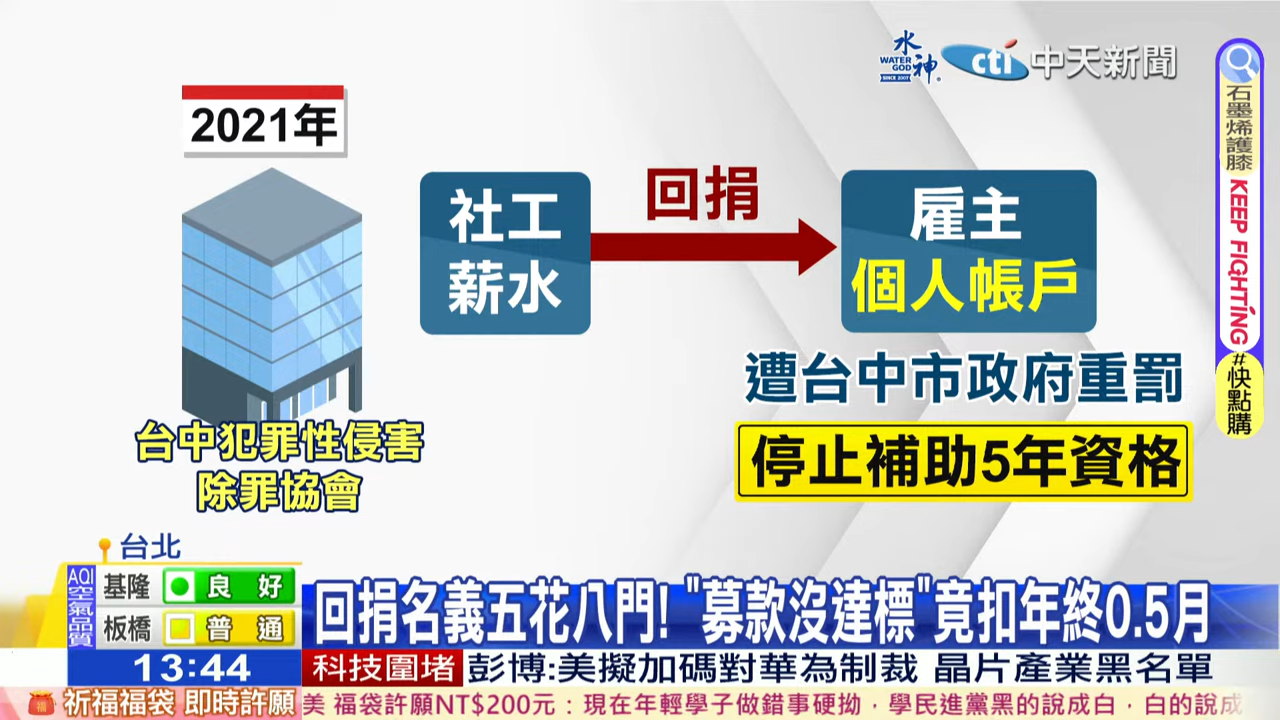 水神
WATER GOD
SINCE 2007
cti 中天新聞
2021年
社工
薪水
回捐
雇主
個人帳戶
遭台中市政府重罰
停止補助5年資格
台中犯罪性侵害
除罪協會
石墨烯護膝
KEEP FIGHTING
#快點購
台北
AQI空氣品質
基隆 良好
板橋 普通
回捐名義五花八門! "募款沒達標"竟扣年終0.5月
13:44
科技圍堵 彭博:美擬加碼對華為制裁 晶片產業黑名單
福 祈福福袋 即時許願 美 福袋許願NT$200元：現在年輕學子做錯事硬拗，學民進黨黑的說成白，白的說成